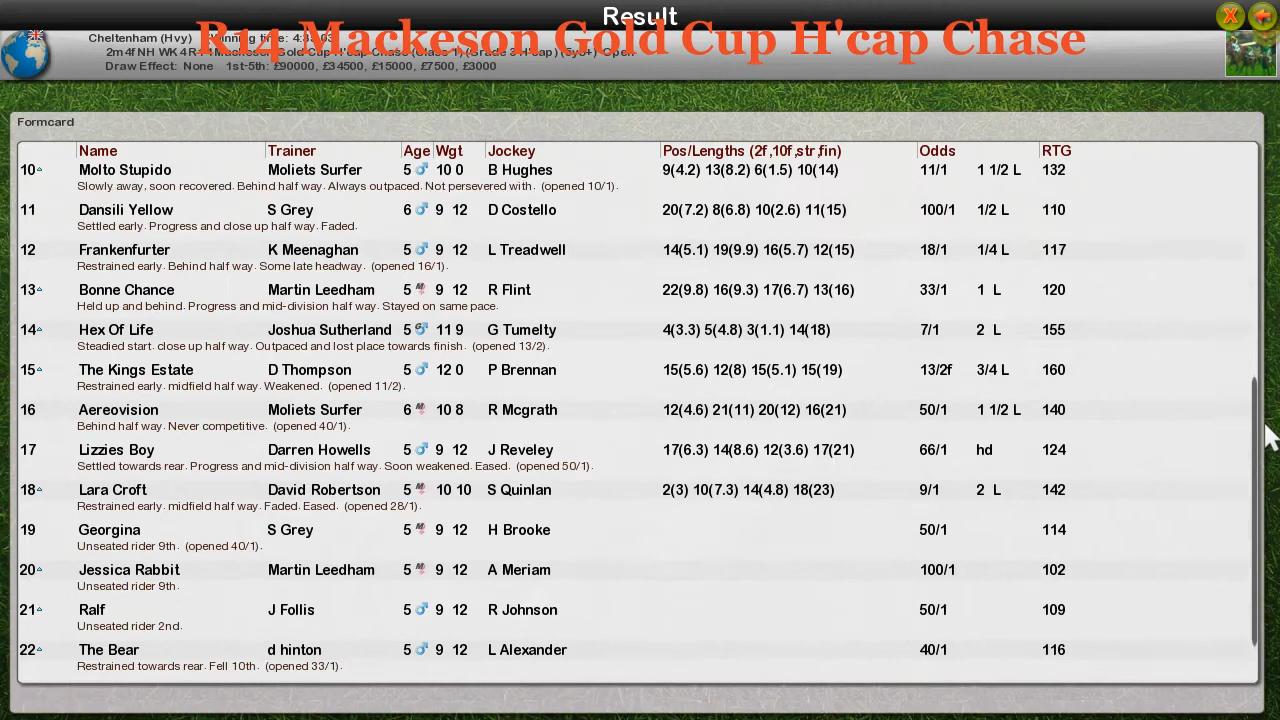 Result
R14 Mackeson Gold Cup H'cap Chase
Cheltenham (Hvy) Winning time: 4:
2m4f NH WK 4 R Mackeson Gold Cup H'cap Chase (Class 1) (Grade 3 H'cap) (5yo+) Open
Draw Effect: None 1st-5th: £90000, £34500, £15000, £7500, £3000
Formcard
Name Trainer Age Wgt Jockey Pos/Lengths (2f,10f,str,fin) Odds RTG
10 Molto Stupido Moliets Surfer 5 10 0 B Hughes 9(4.2) 13(8.2) 6(1.5) 10(14) 11/1 1 1/2 L 132
Slowly away, soon recovered. Behind half way. Always outpaced. Not persevered with. (opened 10/1).
11 Dansili Yellow S Grey 6 9 12 D Costello 20(7.2) 8(6.8) 10(2.6) 11(15) 100/1 1/2 L 110
Settled early. Progress and close up half way. Faded.
12 Frankenfurter K Meenaghan 5 9 12 L Treadwell 14(5.1) 19(9.9) 16(5.7) 12(15) 18/1 1/4 L 117
Restrained early. Behind half way. Some late headway. (opened 16/1).
13 Bonne Chance Martin Leedham 5 9 12 R Flint 22(9.8) 16(9.3) 17(6.7) 13(16) 33/1 1 L 120
Held up and behind. Progress and mid-division half way. Stayed on same pace.
14 Hex Of Life Joshua Sutherland 5 11 9 G Tumelty 4(3.3) 5(4.8) 3(1.1) 14(18) 7/1 2 L 155
Steadied start. close up half way. Outpaced and lost place towards finish. (opened 13/2).
15 The Kings Estate D Thompson 5 12 0 P Brennan 15(5.6) 12(8) 15(5.1) 15(19) 13/2f 3/4 L 160
Restrained early. midfield half way. Weakened. (opened 11/2).
16 Aereovision Moliets Surfer 6 10 8 R Mcgrath 12(4.6) 21(11) 20(12) 16(21) 50/1 1 1/2 L 140
Behind half way. Never competitive. (opened 40/1).
17 Lizzies Boy Darren Howells 5 9 12 J Reveley 17(6.3) 14(8.6) 12(3.6) 17(21) 66/1 hd 124
Settled towards rear. Progress and mid-division half way. Soon weakened. Eased. (opened 50/1).
18 Lara Croft David Robertson 5 10 10 S Quinlan 2(3) 10(7.3) 14(4.8) 18(23) 9/1 2 L 142
Restrained early. midfield half way. Faded. Eased. (opened 28/1).
19 Georgina S Grey 5 9 12 H Brooke 50/1 114
Unseated rider 9th. (opened 40/1).
20 Jessica Rabbit Martin Leedham 5 9 12 A Meriam 100/1 102
Unseated rider 9th.
21 Ralf J Follis 5 9 12 R Johnson 50/1 109
Unseated rider 2nd.
22 The Bear d hinton 5 9 12 L Alexander 40/1 116
Restrained towards rear. Fell 10th. (opened 33/1).